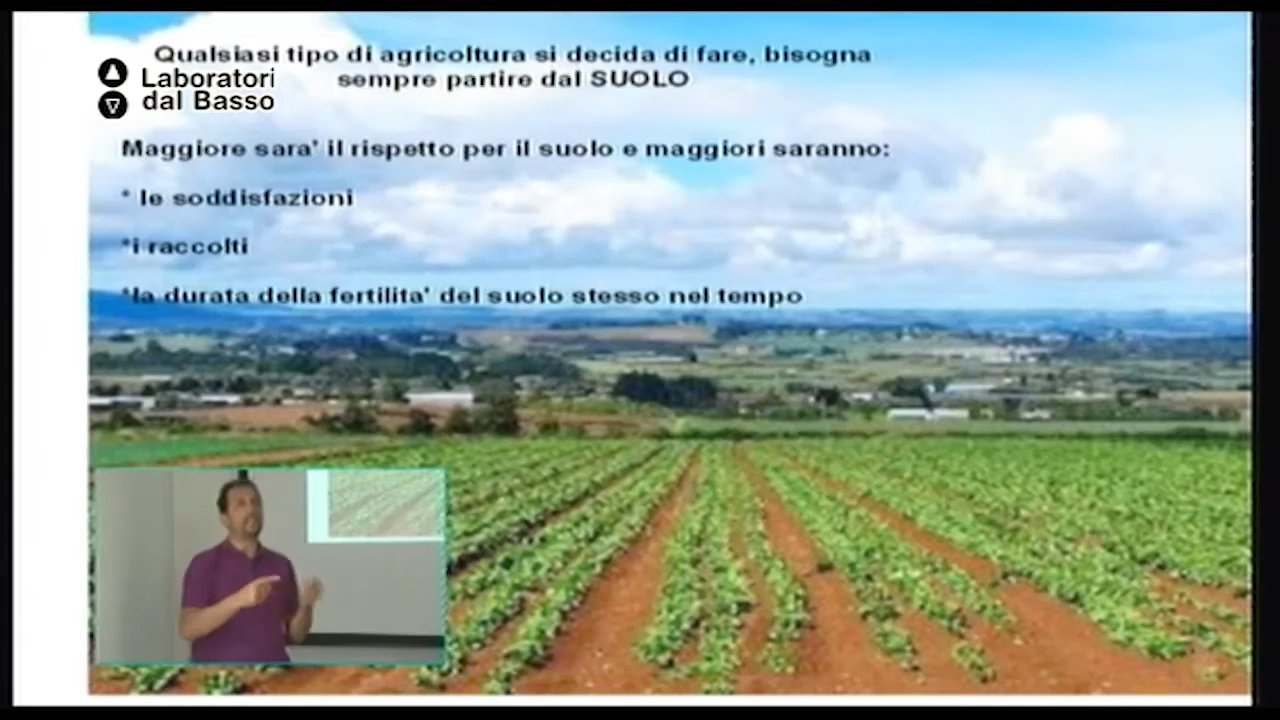 Qualsiasi tipo di agricoltura si decida di fare, bisogna
sempre partire dal SUOLO
Laboratori
dal Basso
Maggiore sara' il rispetto per il suolo e maggiori saranno:
* le soddisfazioni
*i raccolti
*la durata della fertilita' del suolo stesso nel tempo